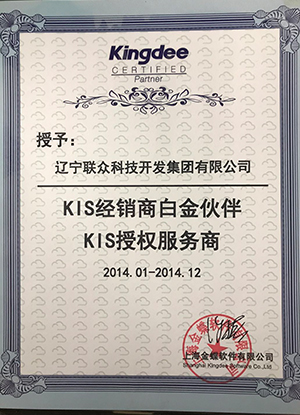 Kingdee
CERTIFIED
Partner
授予：
辽宁联众科技开发集团有限公司
KIS经销商白金伙伴
KIS授权服务商
2014.01-2014.12
上海金蝶软件有限公司
Shanghai Kingdee Software Co.,Ltd